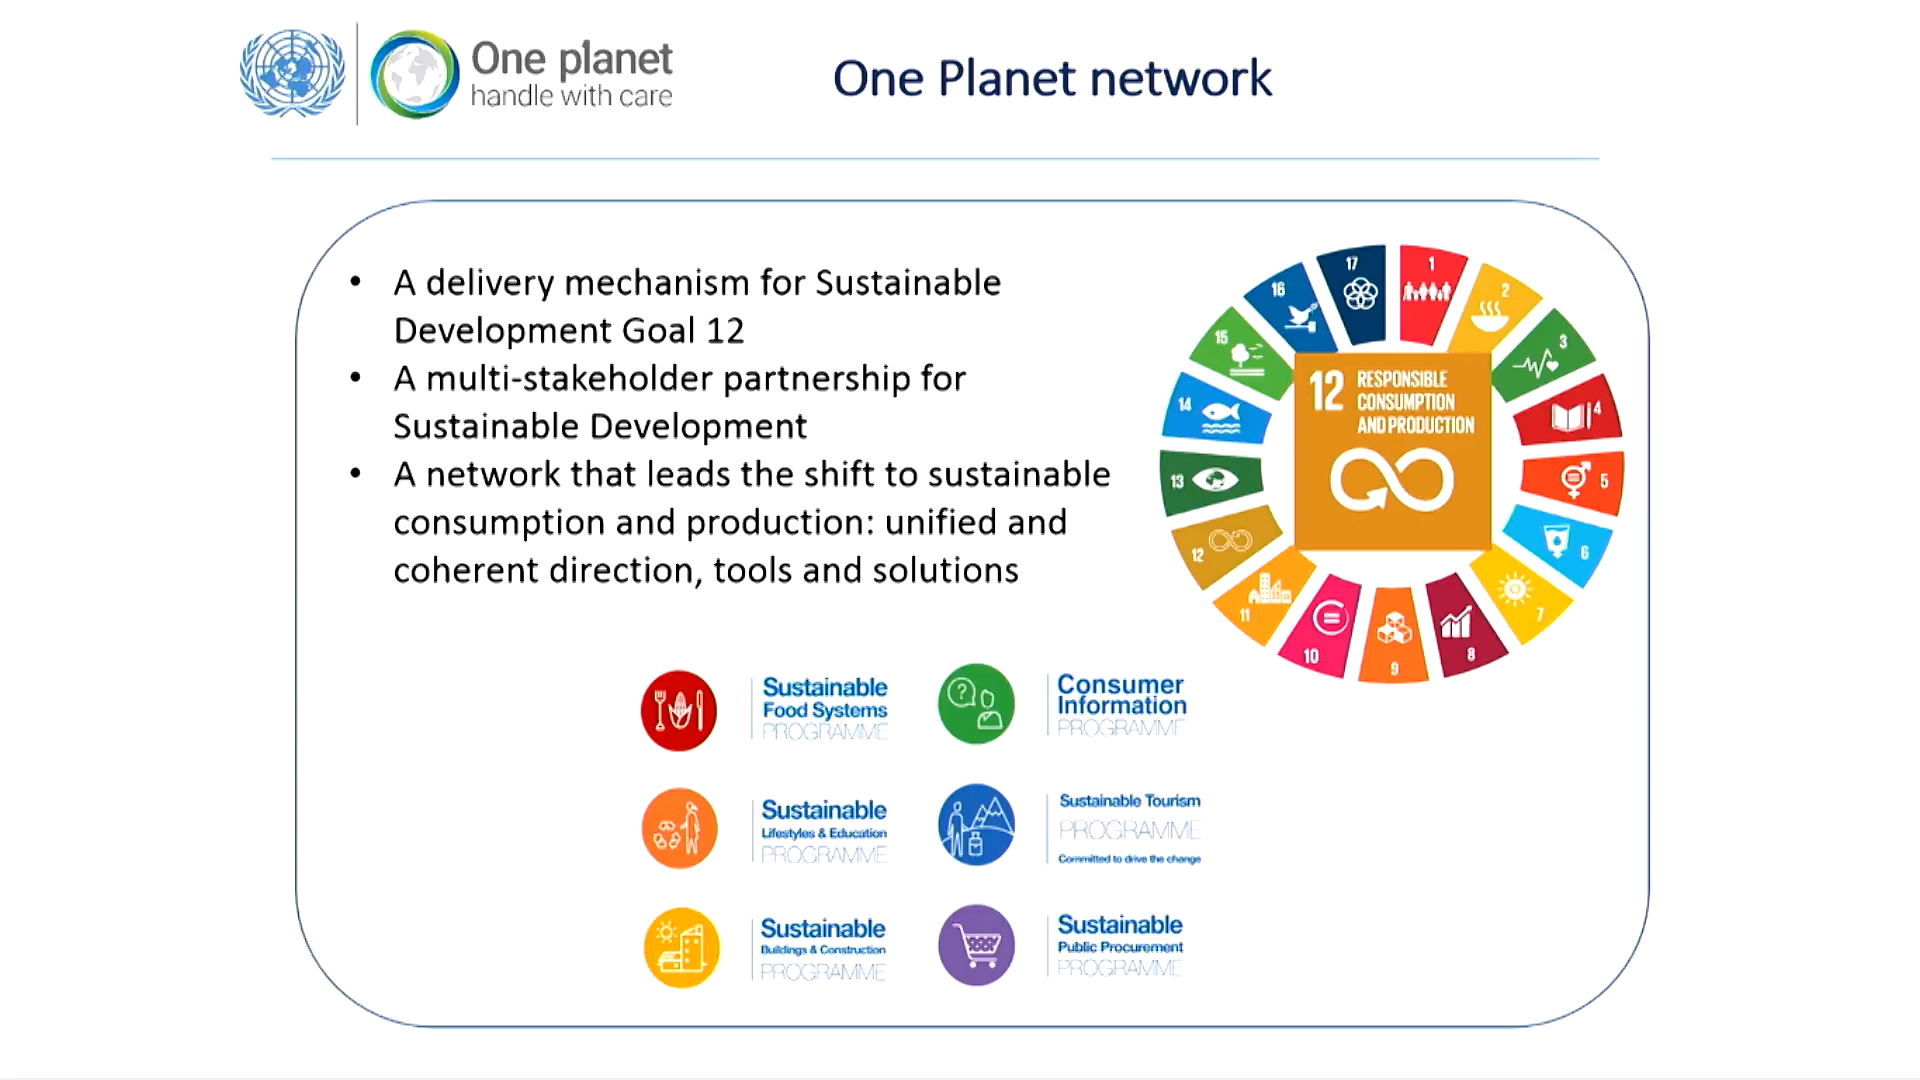 One planet
handle with care
One Planet network
• A delivery mechanism for Sustainable
Development Goal 12
• A multi-stakeholder partnership for
Sustainable Development
• A network that leads the shift to sustainable
consumption and production: unified and
coherent direction, tools and solutions
17
1
2
3
4
5
6
7
8
9
10
11
12
13
14
15
16
12 RESPONSIBLE
CONSUMPTION
AND PRODUCTION
Sustainable
Food Systems
PROGRAMME
Consumer
Information
PROGRAMME
Sustainable
Lifestyles & Education
PROGRAMME
Sustainable Tourism
PROGRAMME
Committed to drive the change
Sustainable
Buildings & Construction
PROGRAMME
Sustainable
Public Procurement
PROGRAMME